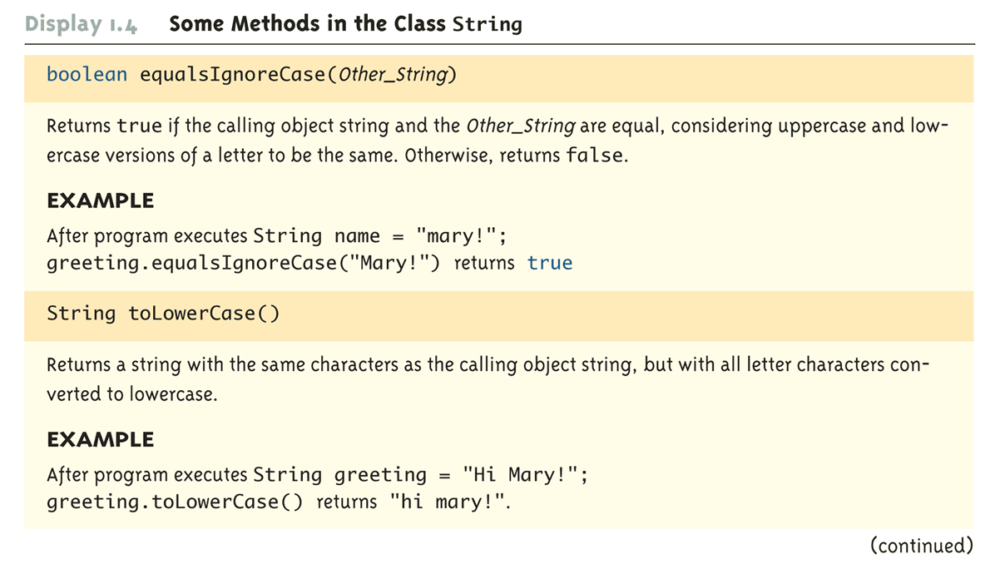 Display 1.4 Some Methods in the Class String
boolean equalsIgnoreCase(Other_String)
Returns true if the calling object string and the Other_String are equal, considering uppercase and low-
ercase versions of a letter to be the same. Otherwise, returns false.
EXAMPLE
After program executes String name = "mary!";
greeting.equalsIgnoreCase("Mary!") returns true
String toLowerCase()
Returns a string with the same characters as the calling object string, but with all letter characters con-
verted to lowercase.
EXAMPLE
After program executes String greeting = "Hi Mary!";
greeting.toLowerCase() returns "hi mary!".
(continued)